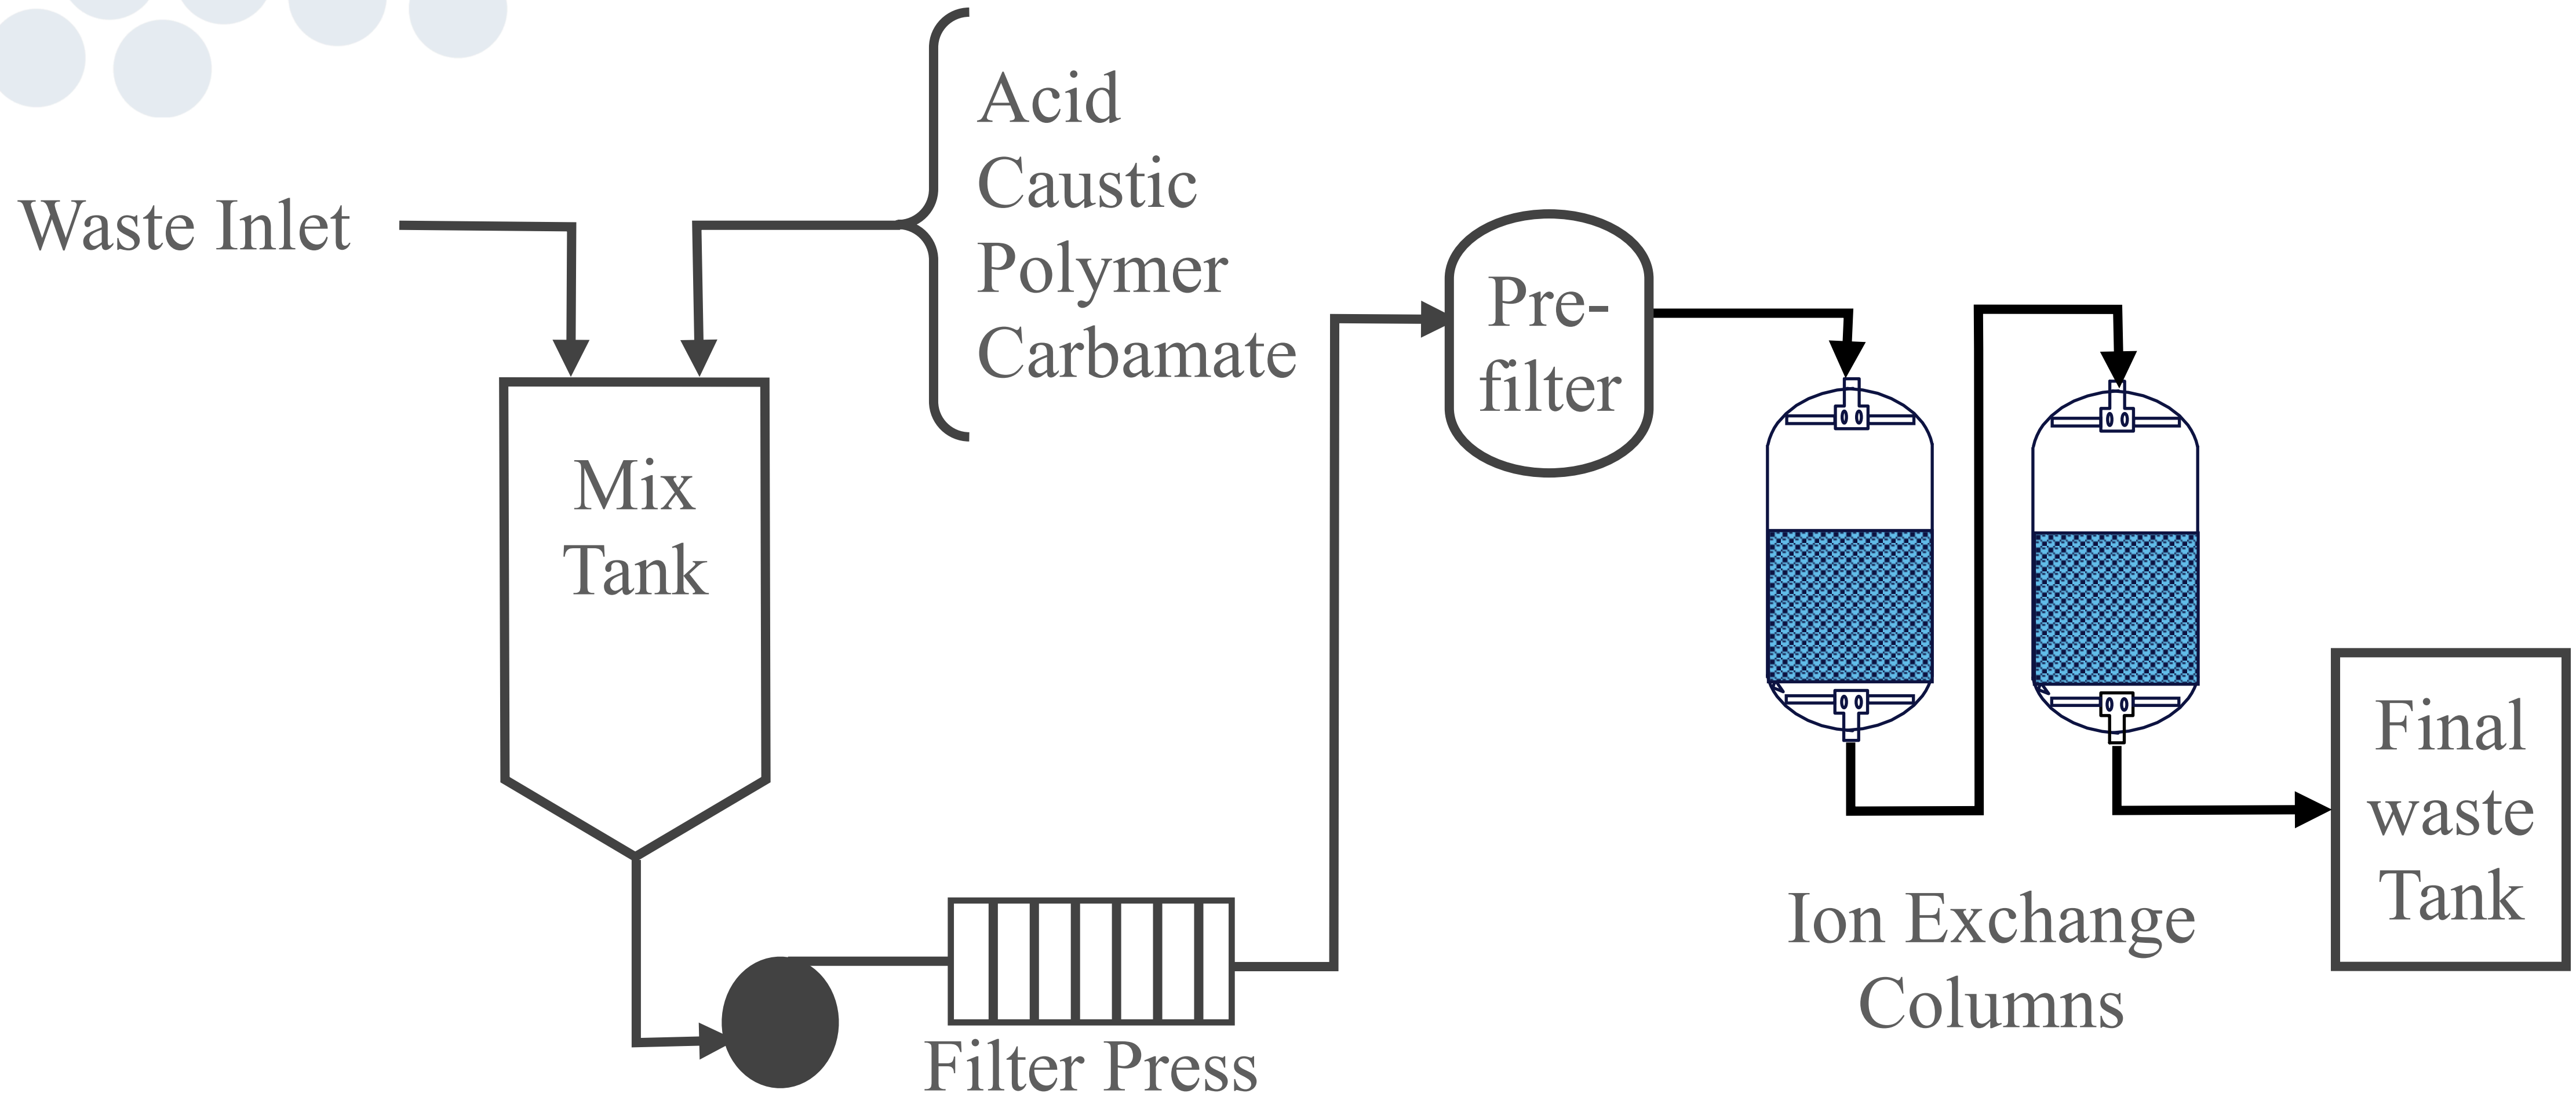 Waste Inlet
Acid
Caustic
Polymer
Carbamate
Mix
Tank
Filter Press
Pre-
filter
Ion Exchange
Columns
Final
waste
Tank